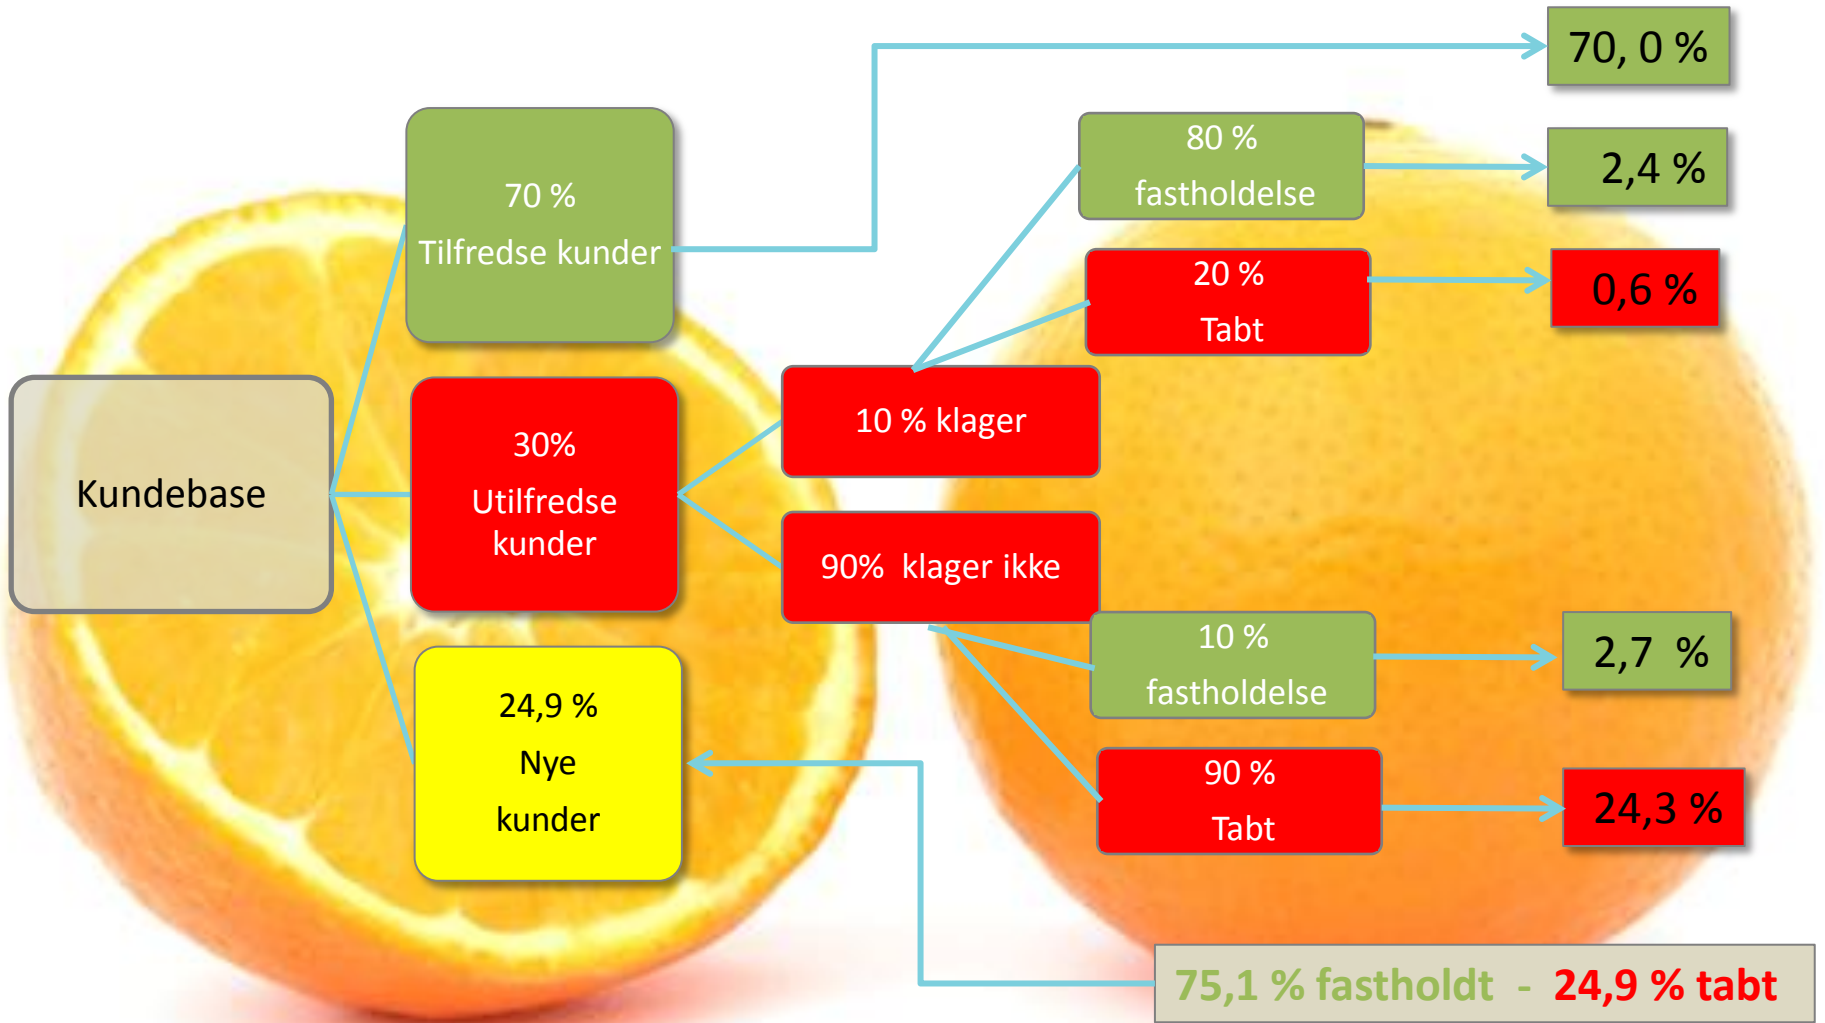 70, 0 %
80 %
fastholdelse
2,4 %
70 %
Tilfredse kunder
20 %
Tabt
0,6 %
10 % klager
Kundebase
30%
Utilfredse
kunder
90%  klager ikke
10 %
fastholdelse
2,7  %
24,9 %
Nye
kunder
90 %
Tabt
24,3 %
75,1 % fastholdt  -  24,9 % tabt